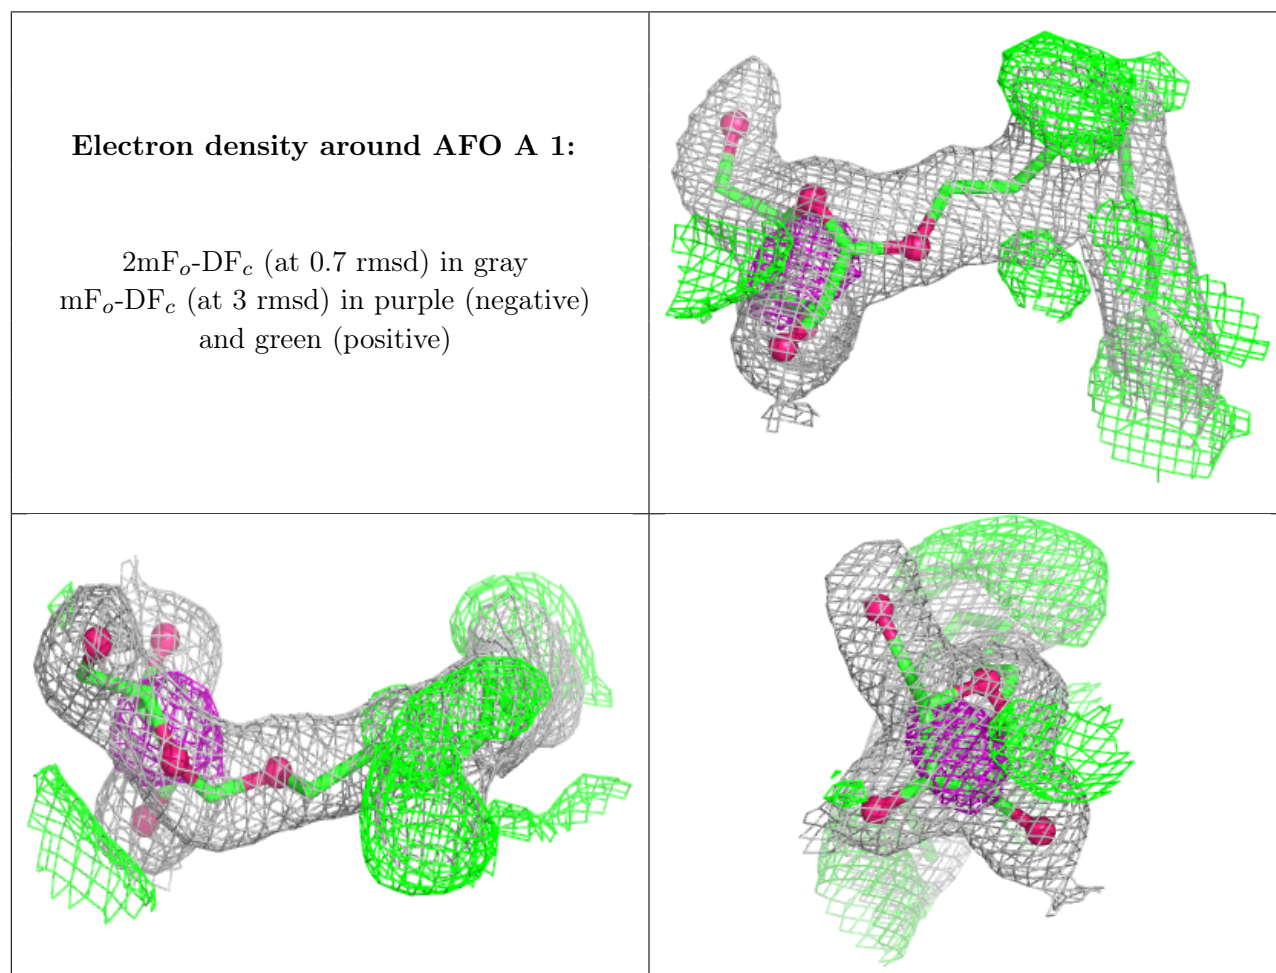 Electron density around AFO A 1:
2mFo-DFc (at 0.7 rmsd) in gray
mFo-DFc (at 3 rmsd) in purple (negative)
and green (positive)